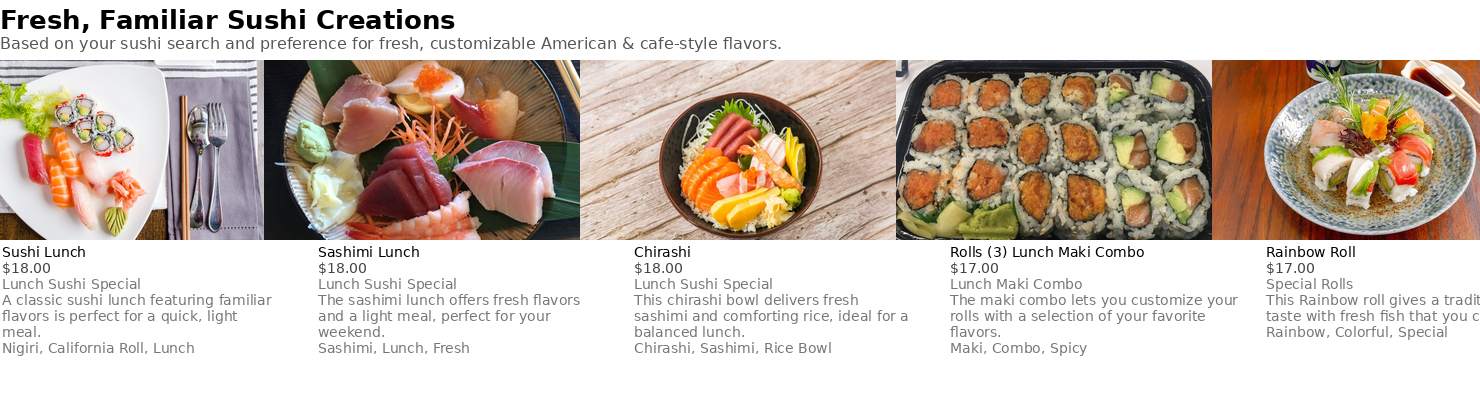 Fresh, Familiar Sushi Creations
Based on your sushi search and preference for fresh, customizable American & cafe-style flavors.
Sushi Lunch
$18.00
Lunch Sushi Special
A classic sushi lunch featuring familiar
flavors is perfect for a quick, light
meal.
Nigiri, California Roll, Lunch
Sashimi Lunch
$18.00
Lunch Sushi Special
The sashimi lunch offers fresh flavors
and a light meal, perfect for your
weekend.
Sashimi, Lunch, Fresh
Chirashi
$18.00
Lunch Sushi Special
This chirashi bowl delivers fresh
sashimi and comforting rice, ideal for a
balanced lunch.
Chirashi, Sashimi, Rice Bowl
Rolls (3) Lunch Maki Combo
$17.00
Lunch Maki Combo
The maki combo lets you customize your
rolls with a selection of your favorite
flavors.
Maki, Combo, Spicy
Rainbow Roll
$17.00
Special Rolls
This Rainbow roll gives a
taste with fresh fish that you
Rainbow, Colorful, Special